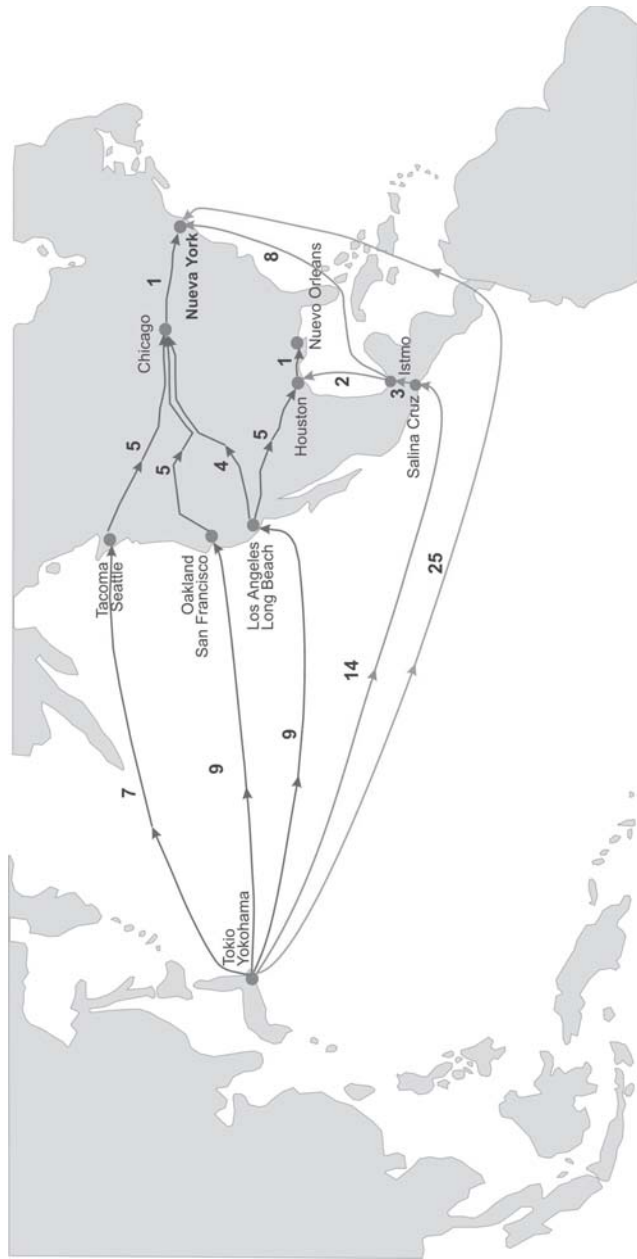 Tacoma
Seattle
Oakland
San Francisco
Los Angeles
Long Beach
Chicago
Nueva York
Houston
Nuevo Orleans
Istmo
Salina Cruz
Tokio
Yokohama
7
9
9
14
25
5
5
4
5
1
1
2
3
8